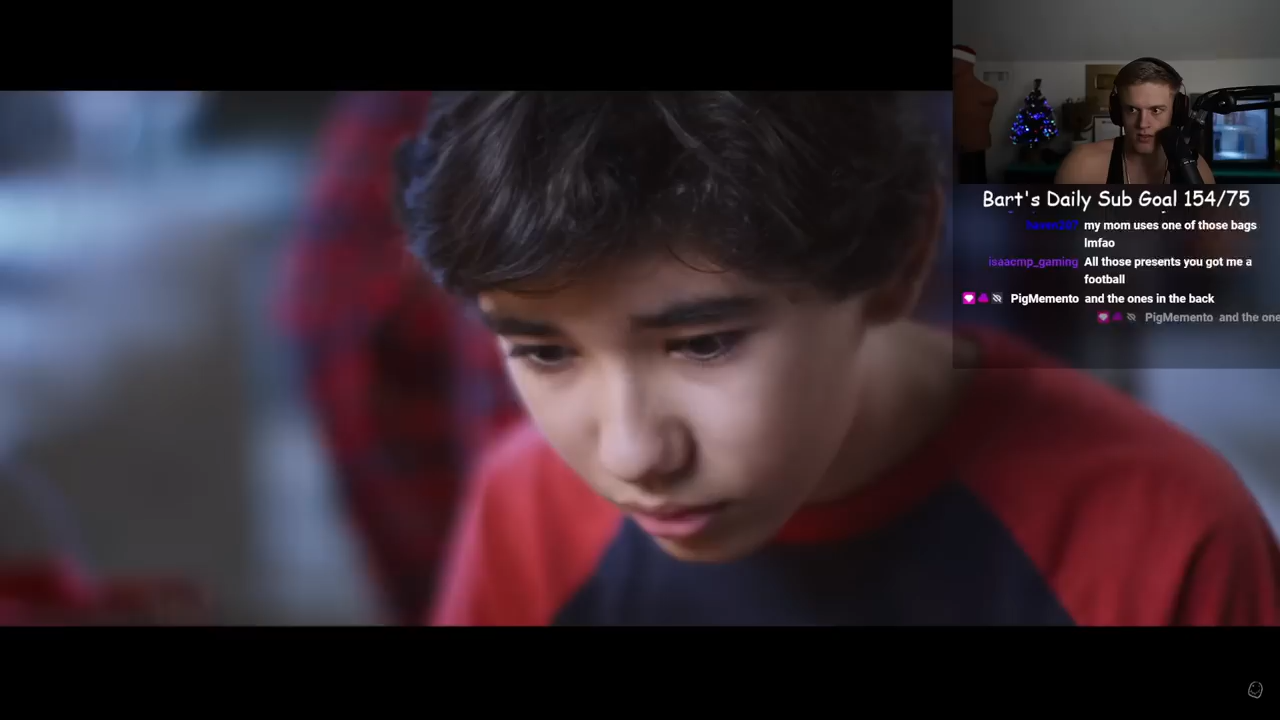 Bart's Daily Sub Goal 154/75
my mom uses one of those bags
lmfao
isaacmp_gaming All those presents you got me a
football
PigMemento and the ones in the back
PigMemento and the one